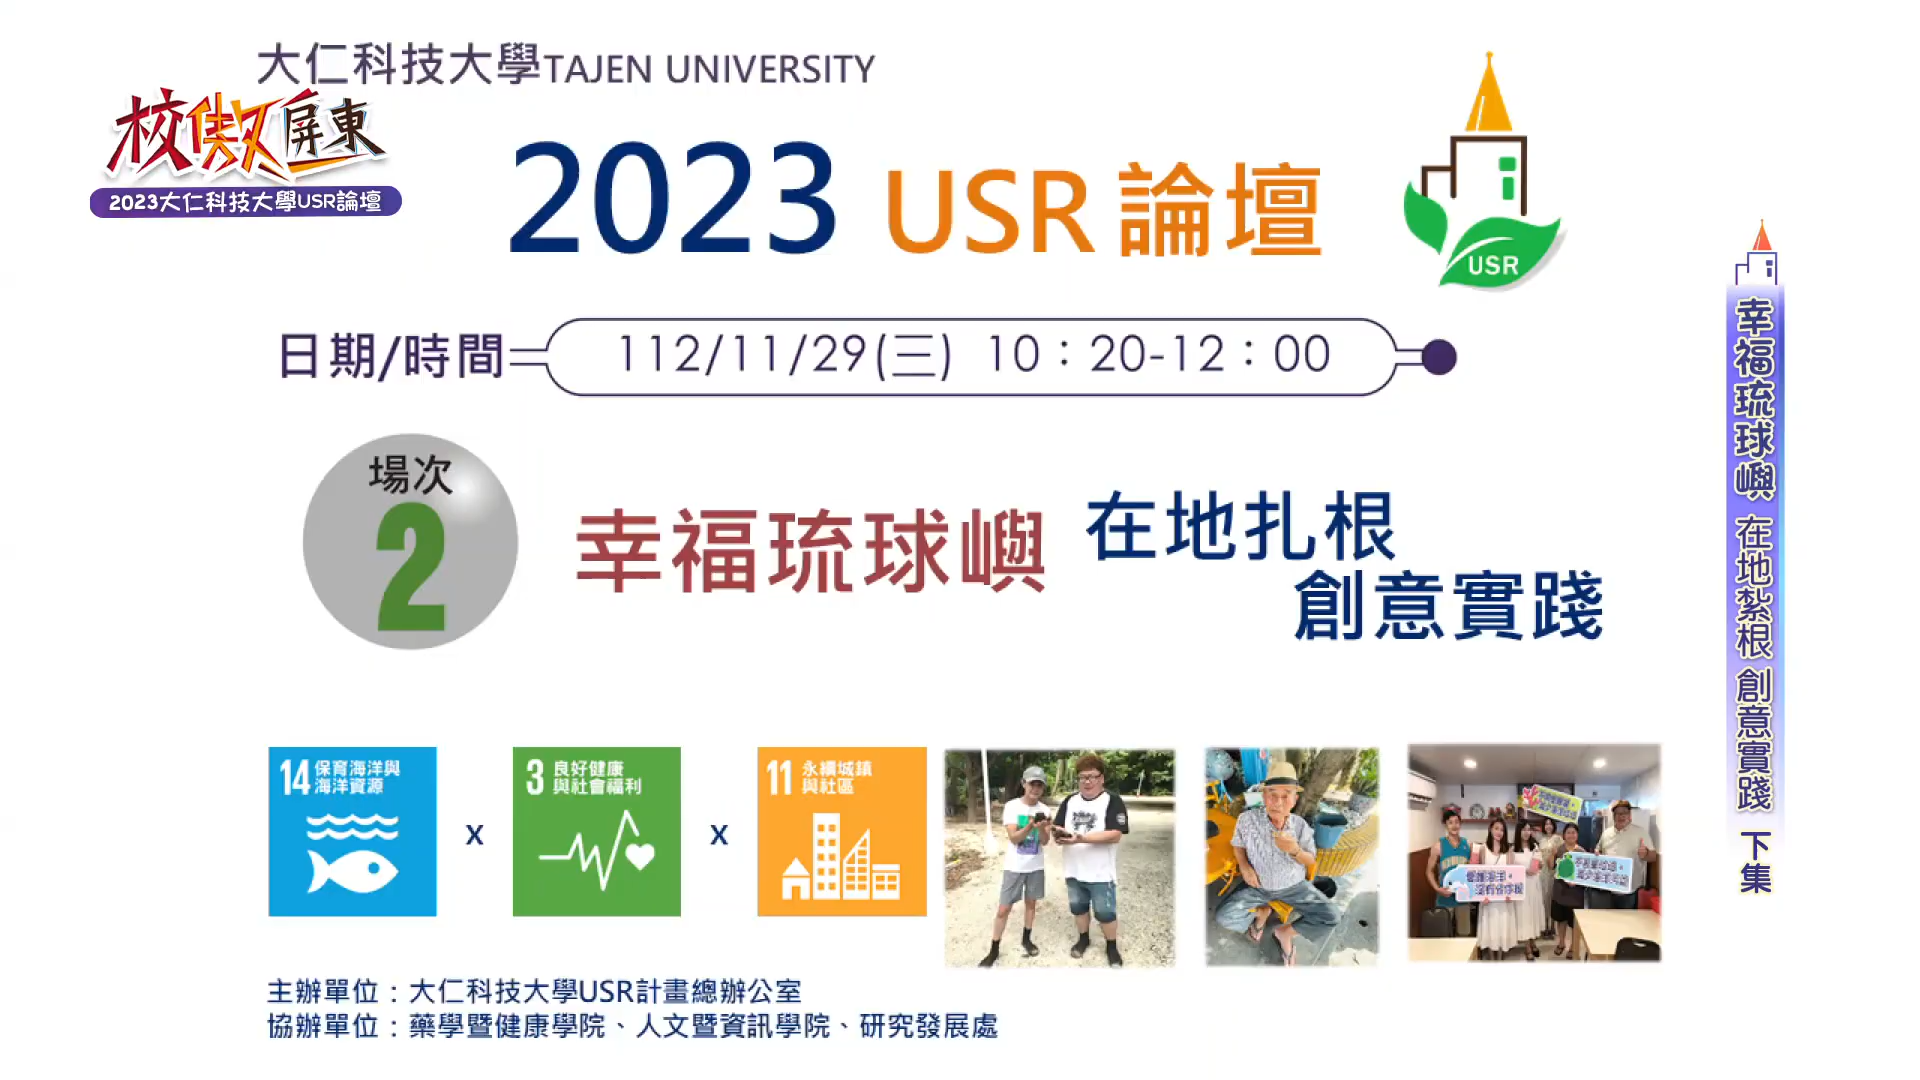 大仁科技大學TAJEN UNIVERSITY
校傲屏東
2023大仁科技大學USR論壇
2023 USR 論壇
USR
日期/時間
112/11/29(三) 10:20-12:00
場次
2
幸福琉球嶼
在地扎根
創意實踐
幸福琉球嶼 在地紮根 創意實踐 下集
14 保育海洋與
海洋資源
x
3 良好健康
與社會福利
x
11 永續城鎮
與社區
主辦單位：大仁科技大學USR計畫總辦公室
協辦單位：藥學暨健康學院、人文暨資訊學院、研究發展處